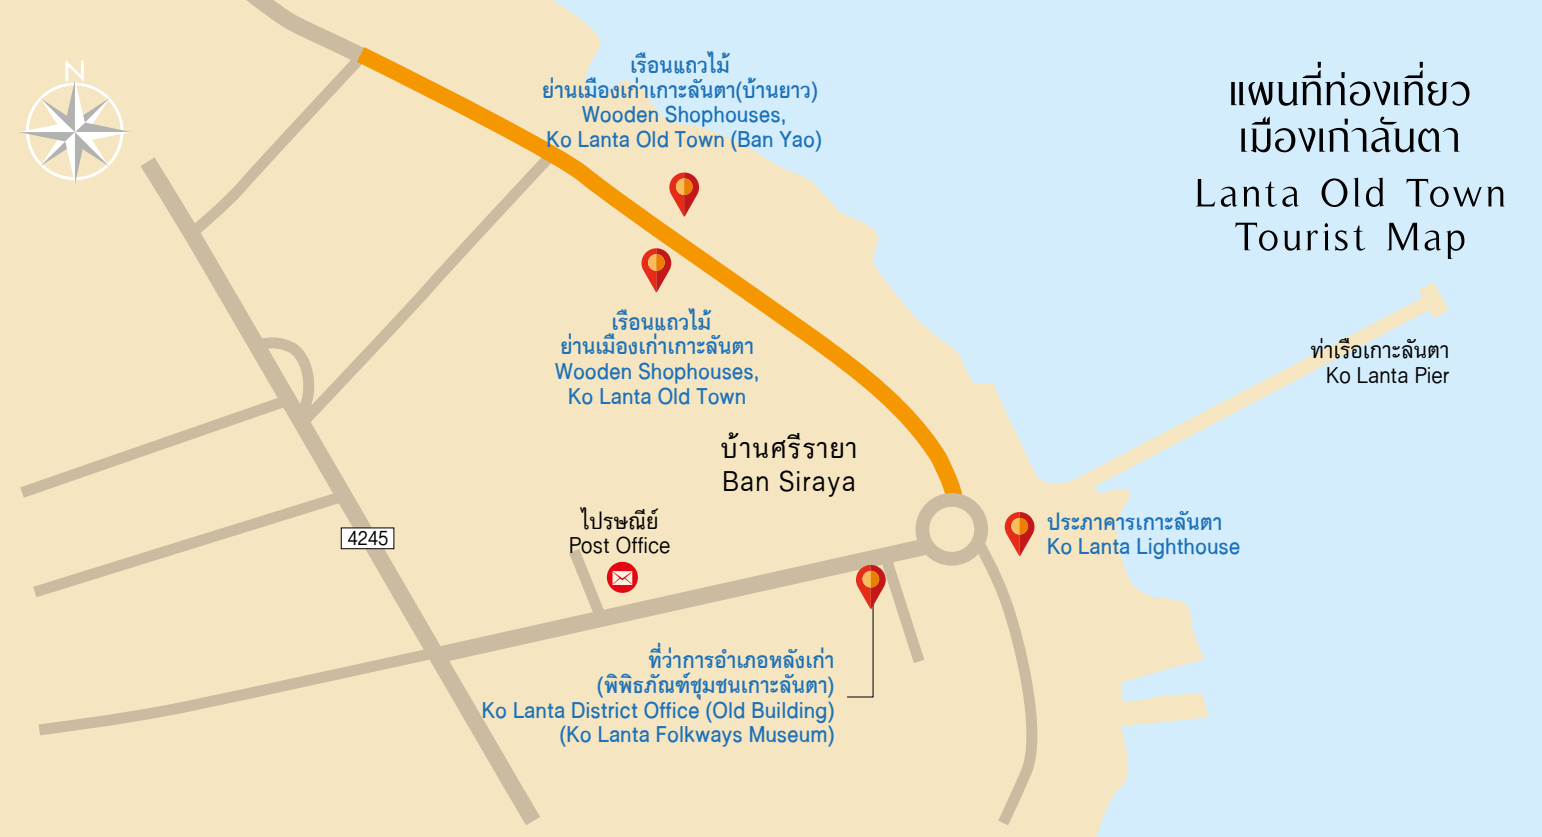 N
แผนที่ท่องเที่ยว
เมืองเก่าลันตา
Lanta Old Town
Tourist Map
เรือนแถวไม้
ย่านเมืองเก่าเกาะลันตา(บ้านยาว)
Wooden Shophouses,
Ko Lanta Old Town (Ban Yao)
เรือนแถวไม้
ย่านเมืองเก่าเกาะลันตา
Wooden Shophouses,
Ko Lanta Old Town
ท่าเรือเกาะลันตา
Ko Lanta Pier
บ้านศรีรายา
Ban Siraya
ไปรษณีย์
Post Office
4245
ประภาคารเกาะลันตา
Ko Lanta Lighthouse
ที่ว่าการอำเภอหลังเก่า
(พิพิธภัณฑ์ชุมชนเกาะลันตา)
Ko Lanta District Office (Old Building)
(Ko Lanta Folkways Museum)